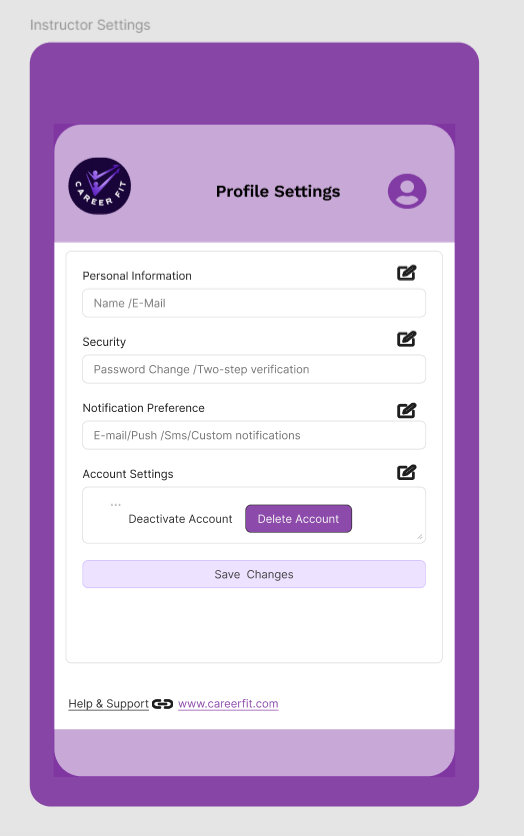 Instructor Settings
CAREER FIT
Profile Settings
Personal Information
Name /E-Mail
Security
Password Change /Two-step verification
Notification Preference
E-mail/Push /Sms/Custom notifications
Account Settings
...
Deactivate Account Delete Account
Save Changes
Help & Support www.careerfit.com